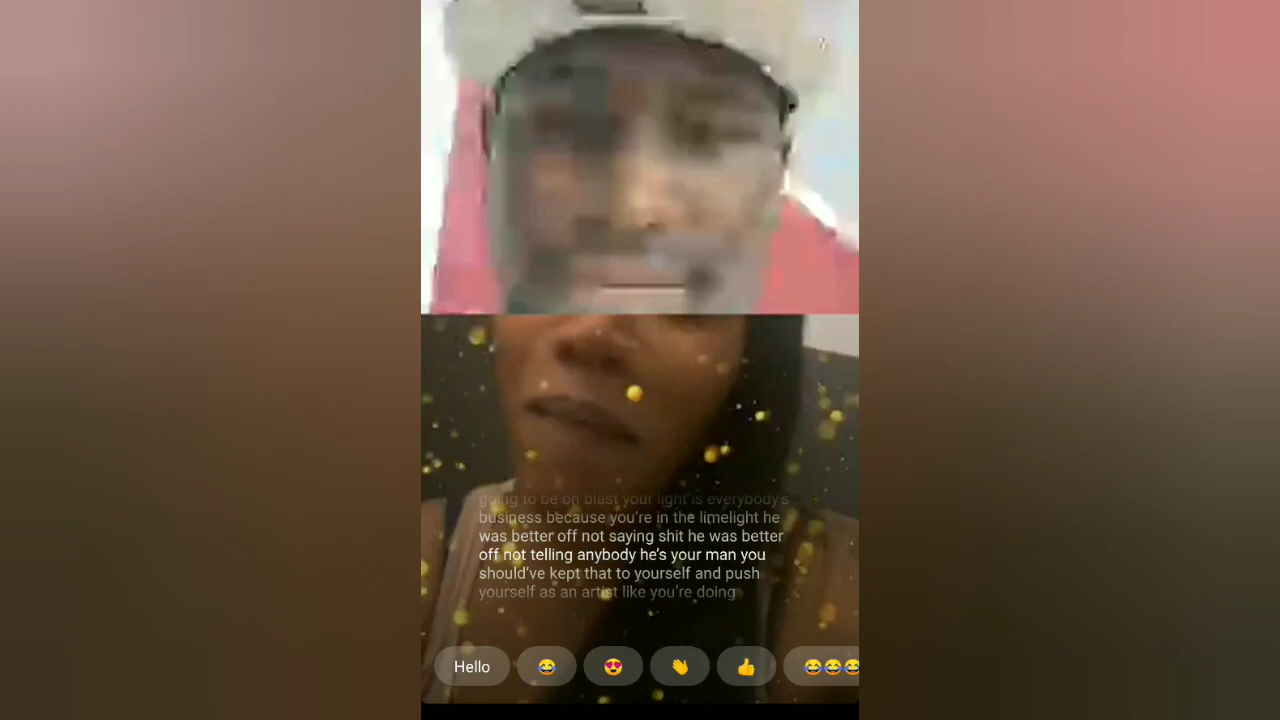 going to be on blast your light is everybody's
business because you're in the limelight he
was better off not saying shit he was better
off not telling anybody he's your man you
should've kept that to yourself and push
yourself as an artist like you're doing
Hello 😂 😍 👏 👍 😂😂😂